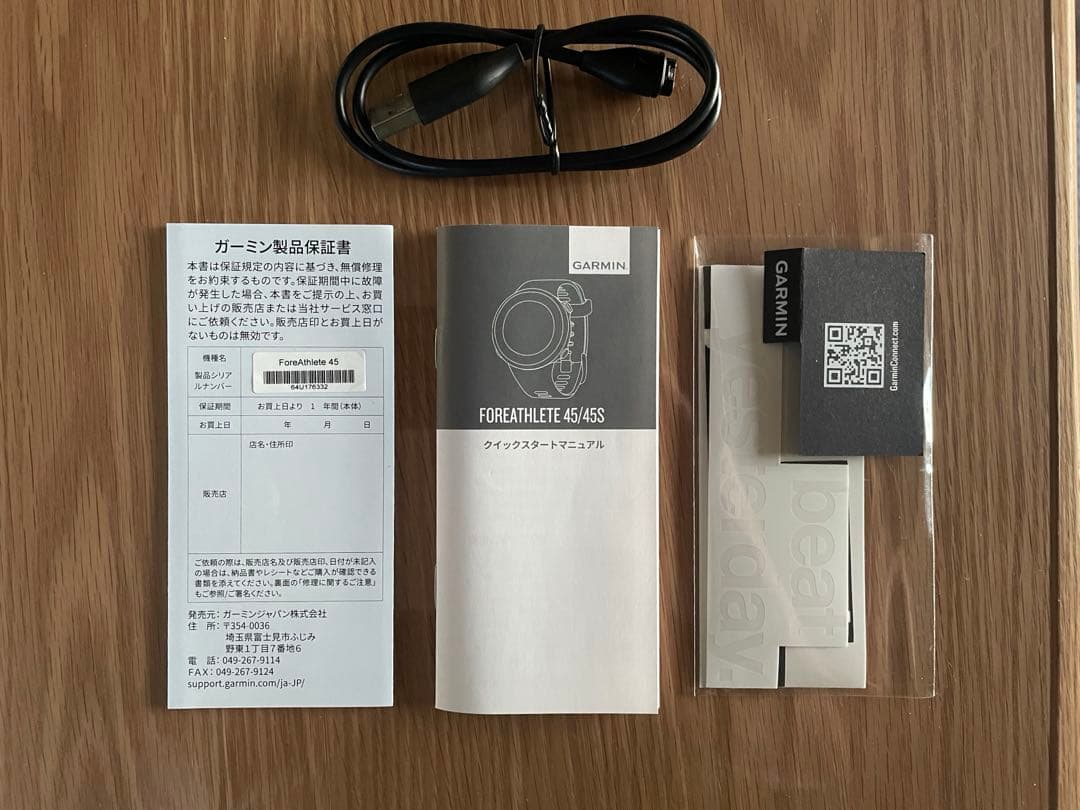 ガーミン製品保証書
本書は保証規定の内容に基づき、無償修理
をお約束するものです。保証期間中に故障
が発生した場合、本書をご提示の上、お買
い上げの販売店または当社サービス窓口
にご依頼ください。販売店印とお買上日が
ないものは無効です。
機種名
ForeAthlete 45
製品シリア
ルナンバー
64U176332
保証期間 お買上日より 1 年間(本体)
お買上日 年 月 日
店名・住所印
販売店
ご依頼の際は、販売店名及び販売店印、日付が未記入
の場合は、納品書やレシートなどご購入が確認できる
書類を添えてください。裏面の「修理に関するご注意」
もご参照/ご署名ください。
発売元：ガーミンジャパン株式会社
住 所：〒354-0036
埼玉県富士見市ふじみ
野東1丁目7番地6
電 話：049-267-9114
FAX：049-267-9124
support.garmin.com/ja-JP/
GARMIN
FOREATHLETE 45/45S
クイックスタートマニュアル
GARMIN
GarminConnect.com
beat
yesterday.